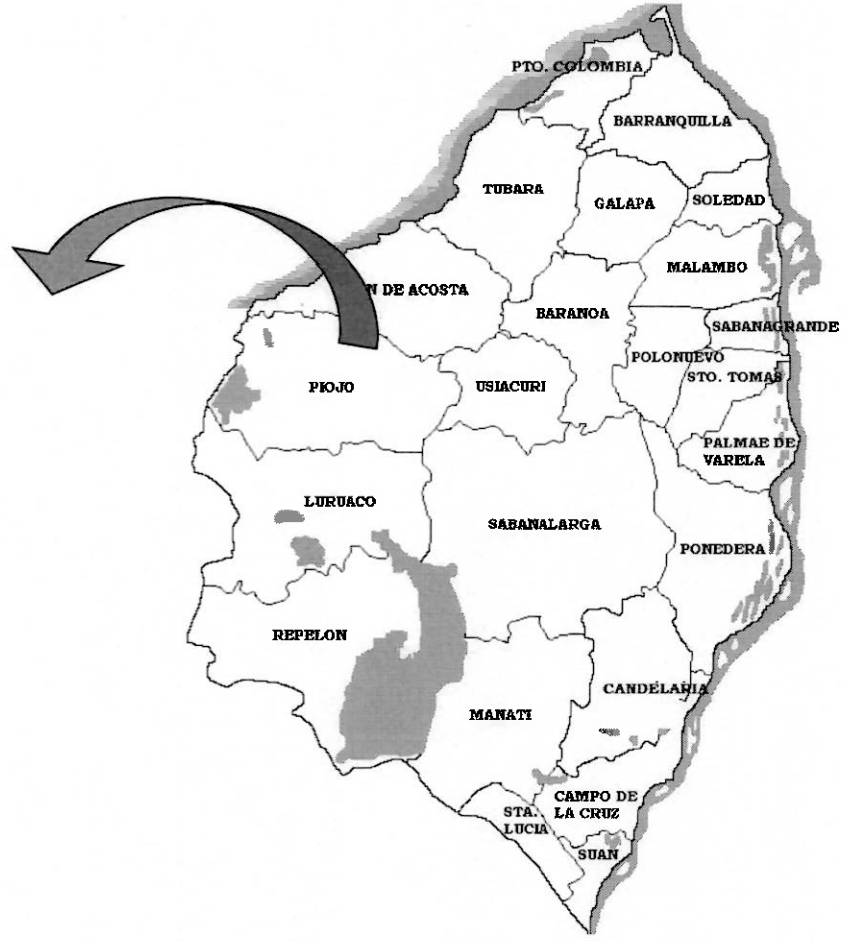 PTO. COLOMBIA
BARRANQUILLA
TUBARA
GALAPA
SOLEDAD
MALAMBO
N DE ACOSTA
BARANOA
SABANAGRANDE
POLONUEVO
STO. TOMAS
PIOJO
USIACURI
PALMAE DE
VARELA
LURUACO
SABANALARGA
PONEDERA
REPELON
CANDELARIA
MANATI
CAMPO DE
LA CRUZ
STA.
LUCIA
SUAN